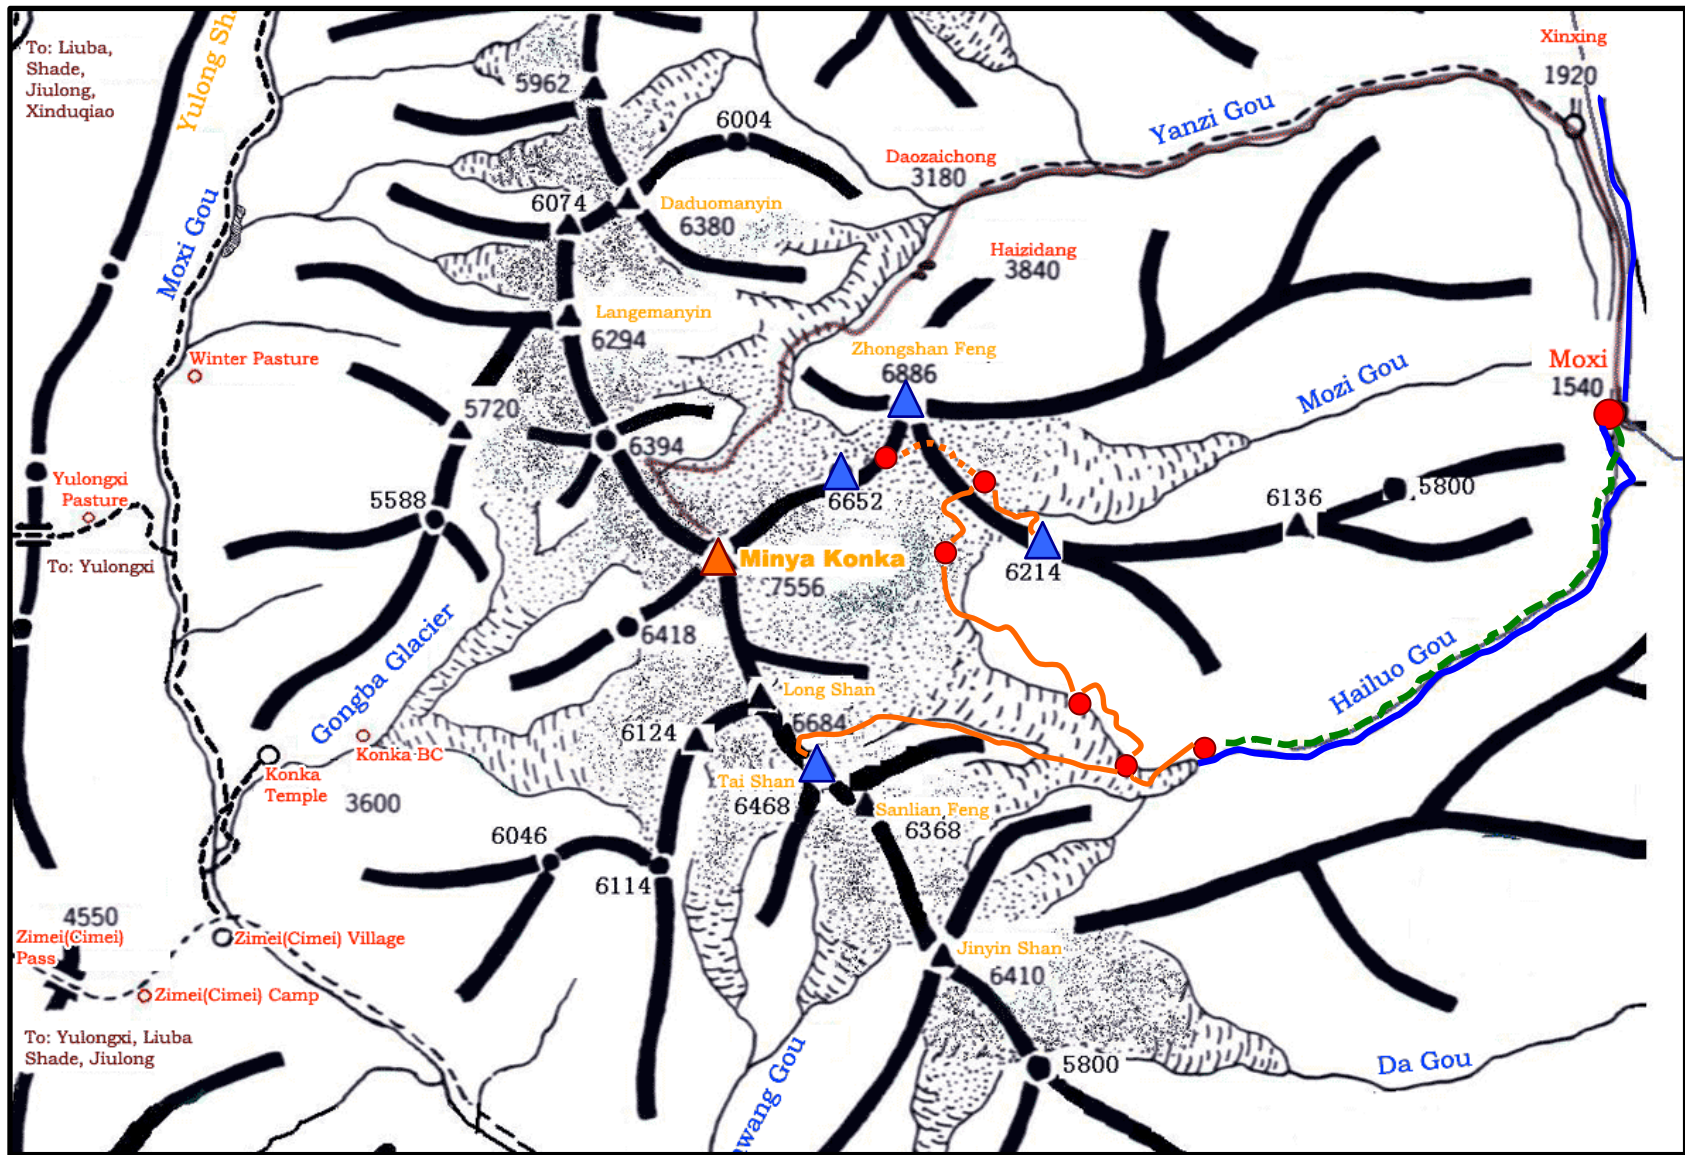 To: Liuba,
Shade,
Jiulong,
Xinduqiao
Yulong Sh
5962
6004
Xinxing
1920
Yanzi Gou
Daozaichong
3180
6074
Daduomanyin
6380
Moxi Gou
Haizidang
3840
Langemanyin
6294
Winter Pasture
Zhongshan Feng
6886
Moxi
1540
Mozi Gou
5720
6394
Yulongxi
Pasture
5588
6652
6136
5800
To: Yulongxi
Minya Konka
7556
6214
6418
Gongba Glacier
Hailuo Gou
Long Shan
6684
6124
Konka BC
Konka
Temple
3600
Tai Shan
6468
Sanlian Feng
6368
6046
6114
4550
Zimei(Cimei)
Pass
Zimei(Cimei) Village
Jinyin Shan
6410
Zimei(Cimei) Camp
To: Yulongxi, Liuba
Shade, Jiulong
5800
Da Gou
wang Gou